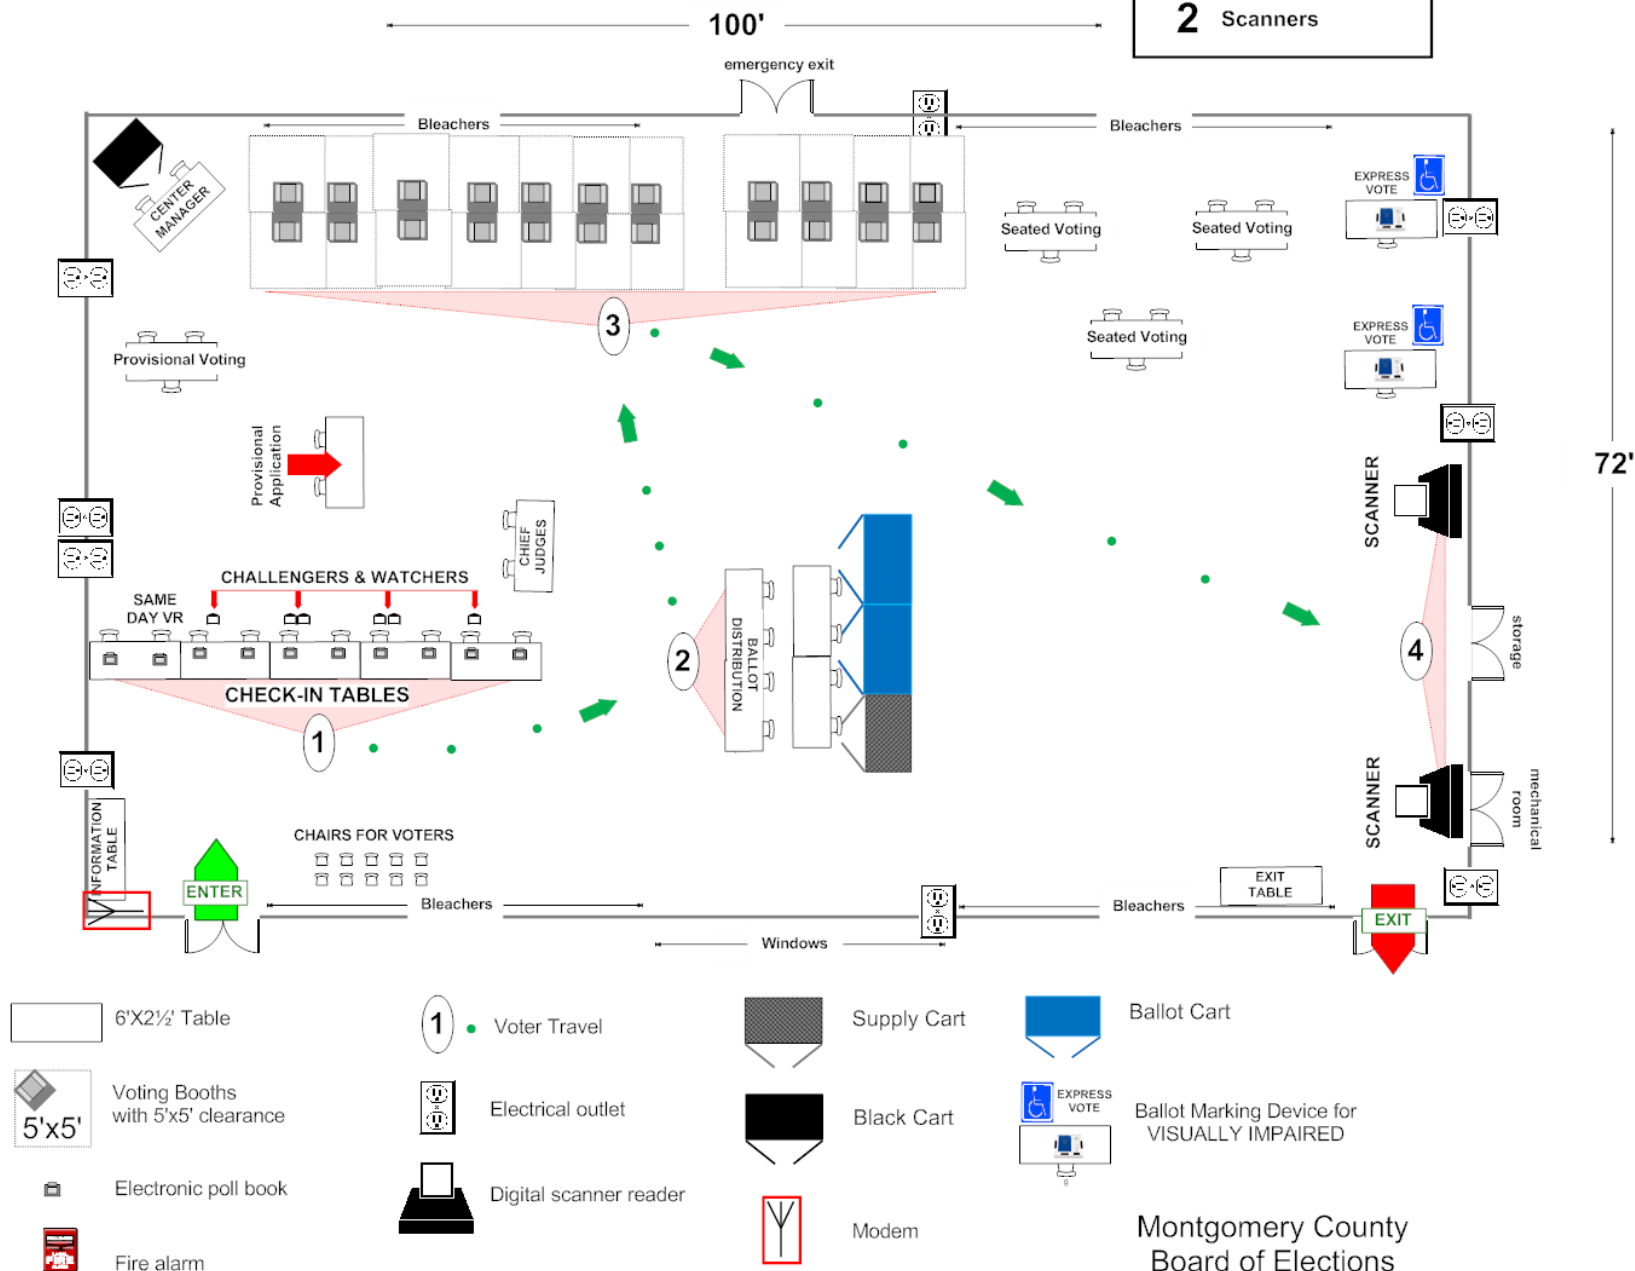 100'
2 Scanners
emergency exit
Bleachers
Bleachers
CENTER
MANAGER
EXPRESS
VOTE
Seated Voting
Seated Voting
3
EXPRESS
VOTE
Seated Voting
Provisional Voting
Provisional
Application
72'
SCANNER
CHIEF
JUDGES
CHALLENGERS & WATCHERS
SAME
DAY VR
BALLOT
DISTRIBUTION
2
4
storage
CHECK-IN TABLES
1
SCANNER
mechanical
room
INFORMATION
TABLE
CHAIRS FOR VOTERS
ENTER
EXIT
TABLE
Bleachers
Bleachers
EXIT
Windows
6'X2½' Table
1 Voter Travel
Supply Cart
Ballot Cart
5'x5'
Voting Booths
with 5'x5' clearance
Electrical outlet
Black Cart
EXPRESS
VOTE
Ballot Marking Device for
VISUALLY IMPAIRED
Electronic poll book
Digital scanner reader
Modem
Fire alarm
Montgomery County
Board of Elections